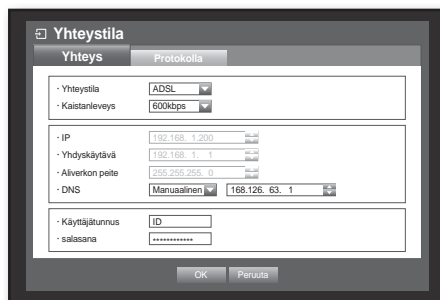 Yhteystila
Yhteys Protokolla
· Yhteystila ADSL
· Kaistanleveys 600kbps
· IP 192.168. 1.200
· Yhdyskäytävä 192.168. 1. 1
· Aliverkon peite 255.255.255. 0
· DNS Manuaalinen 168.126. 63. 1
· Käyttäjätunnus ID
· salasana ************
OK Peruuta